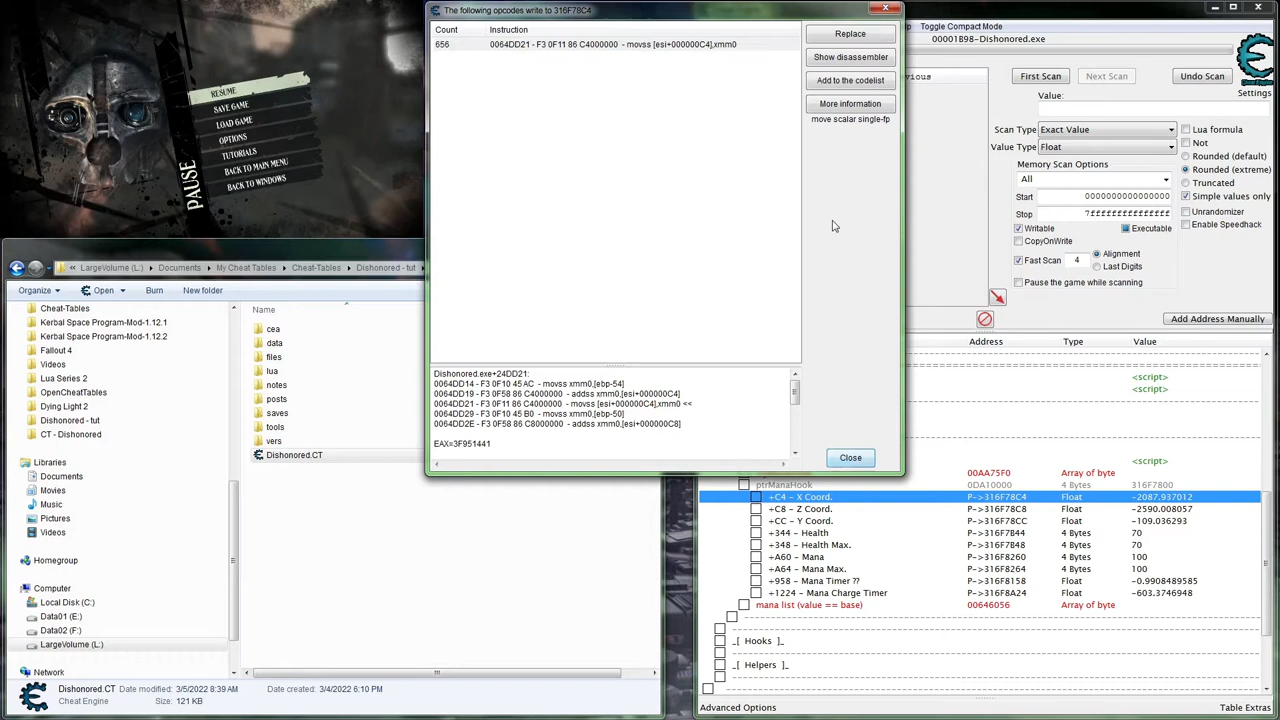 The following opcodes write to 316F78C4
Count Instruction
656 0064DD21 - F3 0F11 86 C4000000 - movss [esi+000000C4],xmm0
Replace
Show disassembler
Add to the codelist
More information
move scalar single-fp
Dishonored.exe+24DD21:
0064DD14 - F3 0F10 45 AC - movss xmm0,[ebp-54]
0064DD19 - F3 0F58 86 C4000000 - addss xmm0,[esi+000000C4]
0064DD21 - F3 0F11 86 C4000000 - movss [esi+000000C4],xmm0 <<
0064DD29 - F3 0F10 45 B0 - movss xmm0,[ebp-50]
0064DD2E - F3 0F58 86 C8000000 - addss xmm0,[esi+000000C8]
EAX=3F951441
Close
PAUSE
RESUME
SAVE GAME
LOAD GAME
OPTIONS
TUTORIALS
BACK TO MAIN MENU
BACK TO WINDOWS
« LargeVolume (L:) Documents My Cheat Tables Cheat-Tables Dishonored - tut
Organize Open Burn New folder
Cheat-Tables
Kerbal Space Program-Mod-1.12.1
Kerbal Space Program-Mod-1.12.2
Fallout 4
Videos
Lua Series 2
OpenCheatTables
Dying Light 2
Dishonored - tut
CT - Dishonored
Libraries
Documents
Movies
Music
Pictures
Videos
Homegroup
Computer
Local Disk (C:)
Data01 (E:)
Data02 (F:)
LargeVolume (L:)
Network
Name
cea
data
files
lua
notes
posts
saves
tools
vers
Dishonored.CT
Dishonored.CT Date modified: 3/5/2022 8:39 AM Date created: 3/4/2022 6:10 PM
Cheat Engine Size: 121 KB
Toggle Compact Mode
00001B98-Dishonored.exe
First Scan Next Scan Undo Scan
Settings
Value:
Scan Type Exact Value
Value Type Float
Lua formula
Not
Rounded (default)
Rounded (extreme)
Truncated
Simple values only
Unrandomizer
Enable Speedhack
Memory Scan Options
All
Start 0000000000000000
Stop 7fffffffffffffff
Writable Executable
CopyOnWrite
Fast Scan 4 Alignment
Last Digits
Pause the game while scanning
Add Address Manually
Address Type Value
<script>
<script>
<script>
00AA75F0 Array of byte
ptrManaHook 0DA10000 4 Bytes 316F7800
+C4 - X Coord. P->316F78C4 Float -2087.937012
+C8 - Z Coord. P->316F78C8 Float -2590.008057
+CC - Y Coord. P->316F78CC Float -109.036293
+344 - Health P->316F7B44 4 Bytes 70
+348 - Health Max. P->316F7B48 4 Bytes 70
+A60 - Mana P->316F8260 4 Bytes 100
+A64 - Mana Max. P->316F8264 4 Bytes 100
+958 - Mana Timer ?? P->316F8158 Float -0.9908489585
+1224 - Mana Charge Timer P->316F8A24 Float -603.3746948
mana list (value == base) 00646056 Array of byte
_[ Hooks ]_
_[ Helpers ]_
Advanced Options Table Extras